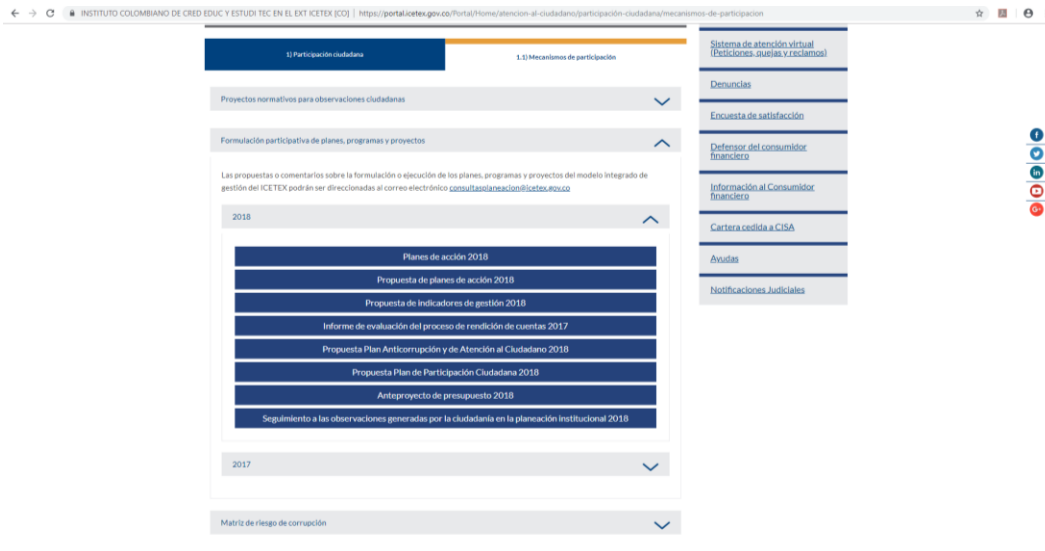 INSTITUTO COLOMBIANO DE CRED EDUC Y ESTUDI TEC EN EL EXT ICETEX [CO] | https://portal.icetex.gov.co/Portal/Home/atencion-al-ciudadano/participación-ciudadana/mecanismos-de-participacion
1) Participación ciudadana
1.1) Mecanismos de participación
Proyectos normativos para observaciones ciudadanas
Formulación participativa de planes, programas y proyectos
Las propuestas o comentarios sobre la formulación o ejecución de los planes, programas y proyectos del modelo integrado de
gestión del ICETEX podrán ser direccionadas al correo electrónico consultasplaneacion@icetex.gov.co
2018
Planes de acción 2018
Propuesta de planes de acción 2018
Propuesta de indicadores de gestión 2018
Informe de evaluación del proceso de rendición de cuentas 2017
Propuesta Plan Anticorrupción y de Atención al Ciudadano 2018
Propuesta Plan de Participación Ciudadana 2018
Anteproyecto de presupuesto 2018
Seguimiento a las observaciones generadas por la ciudadanía en la planeación institucional 2018
2017
Matriz de riesgo de corrupción
Sistema de atención virtual
(Peticiones, quejas y reclamos)
Denuncias
Encuesta de satisfacción
Defensor del consumidor
financiero
Información al Consumidor
financiero
Cartera cedida a CISA
Ayudas
Notificaciones Judiciales